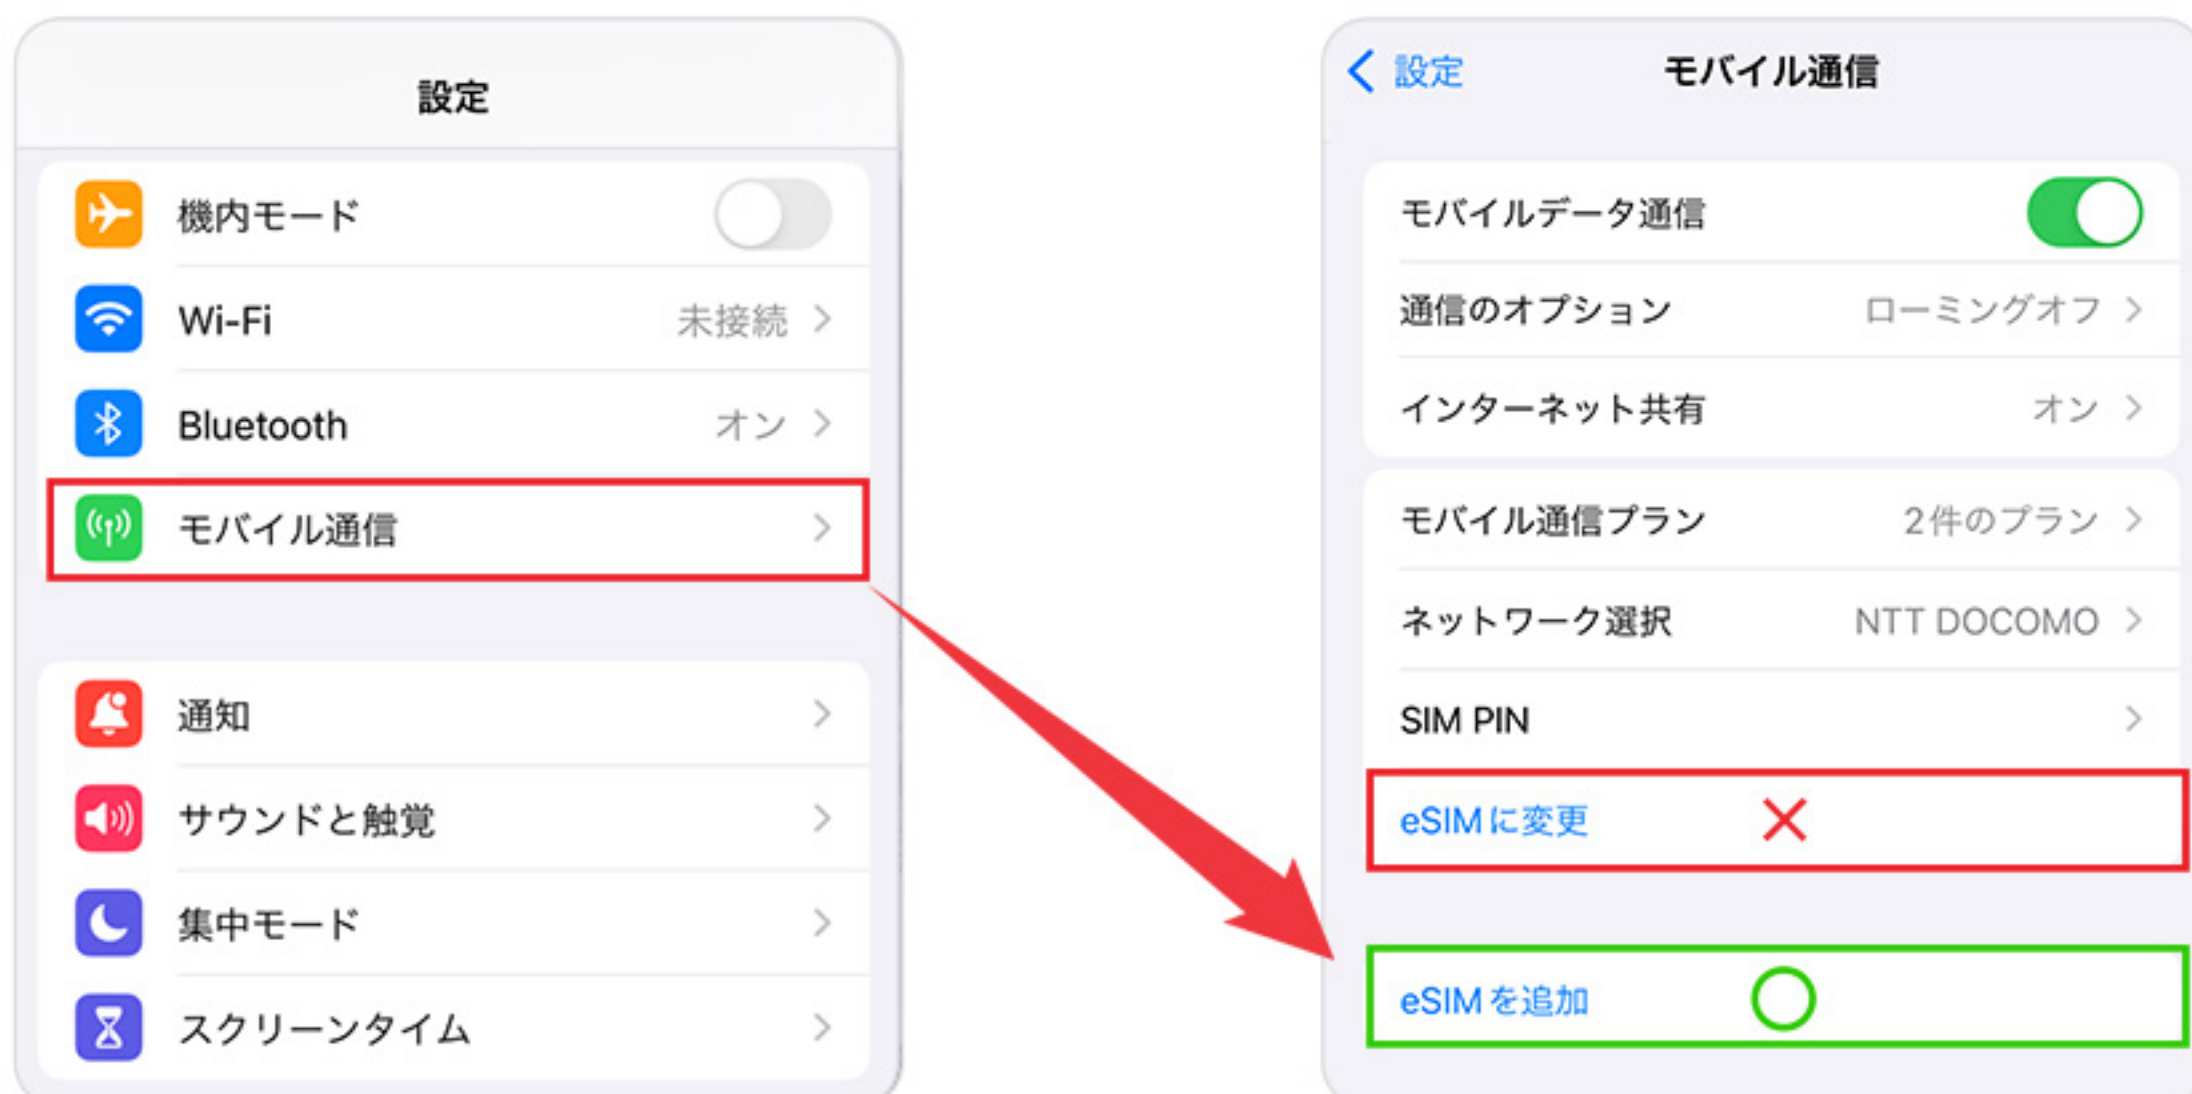 設定
機内モード
Wi-Fi 未接続
Bluetooth オン
モバイル通信
通知
サウンドと触覚
集中モード
スクリーンタイム
設定 モバイル通信
モバイルデータ通信
通信のオプション ローミングオフ
インターネット共有 オン
モバイル通信プラン 2件のプラン
ネットワーク選択 NTT DOCOMO
SIM PIN
eSIMに変更
eSIMを追加